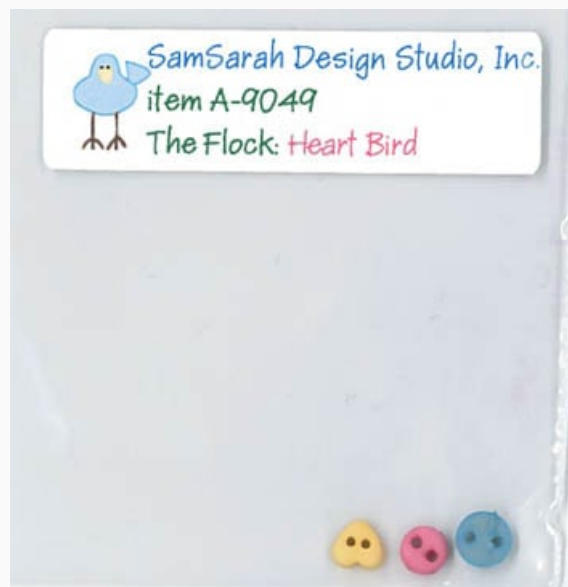 SamSarah Design Studio, Inc.
item A-9049
The Flock: Heart Bird